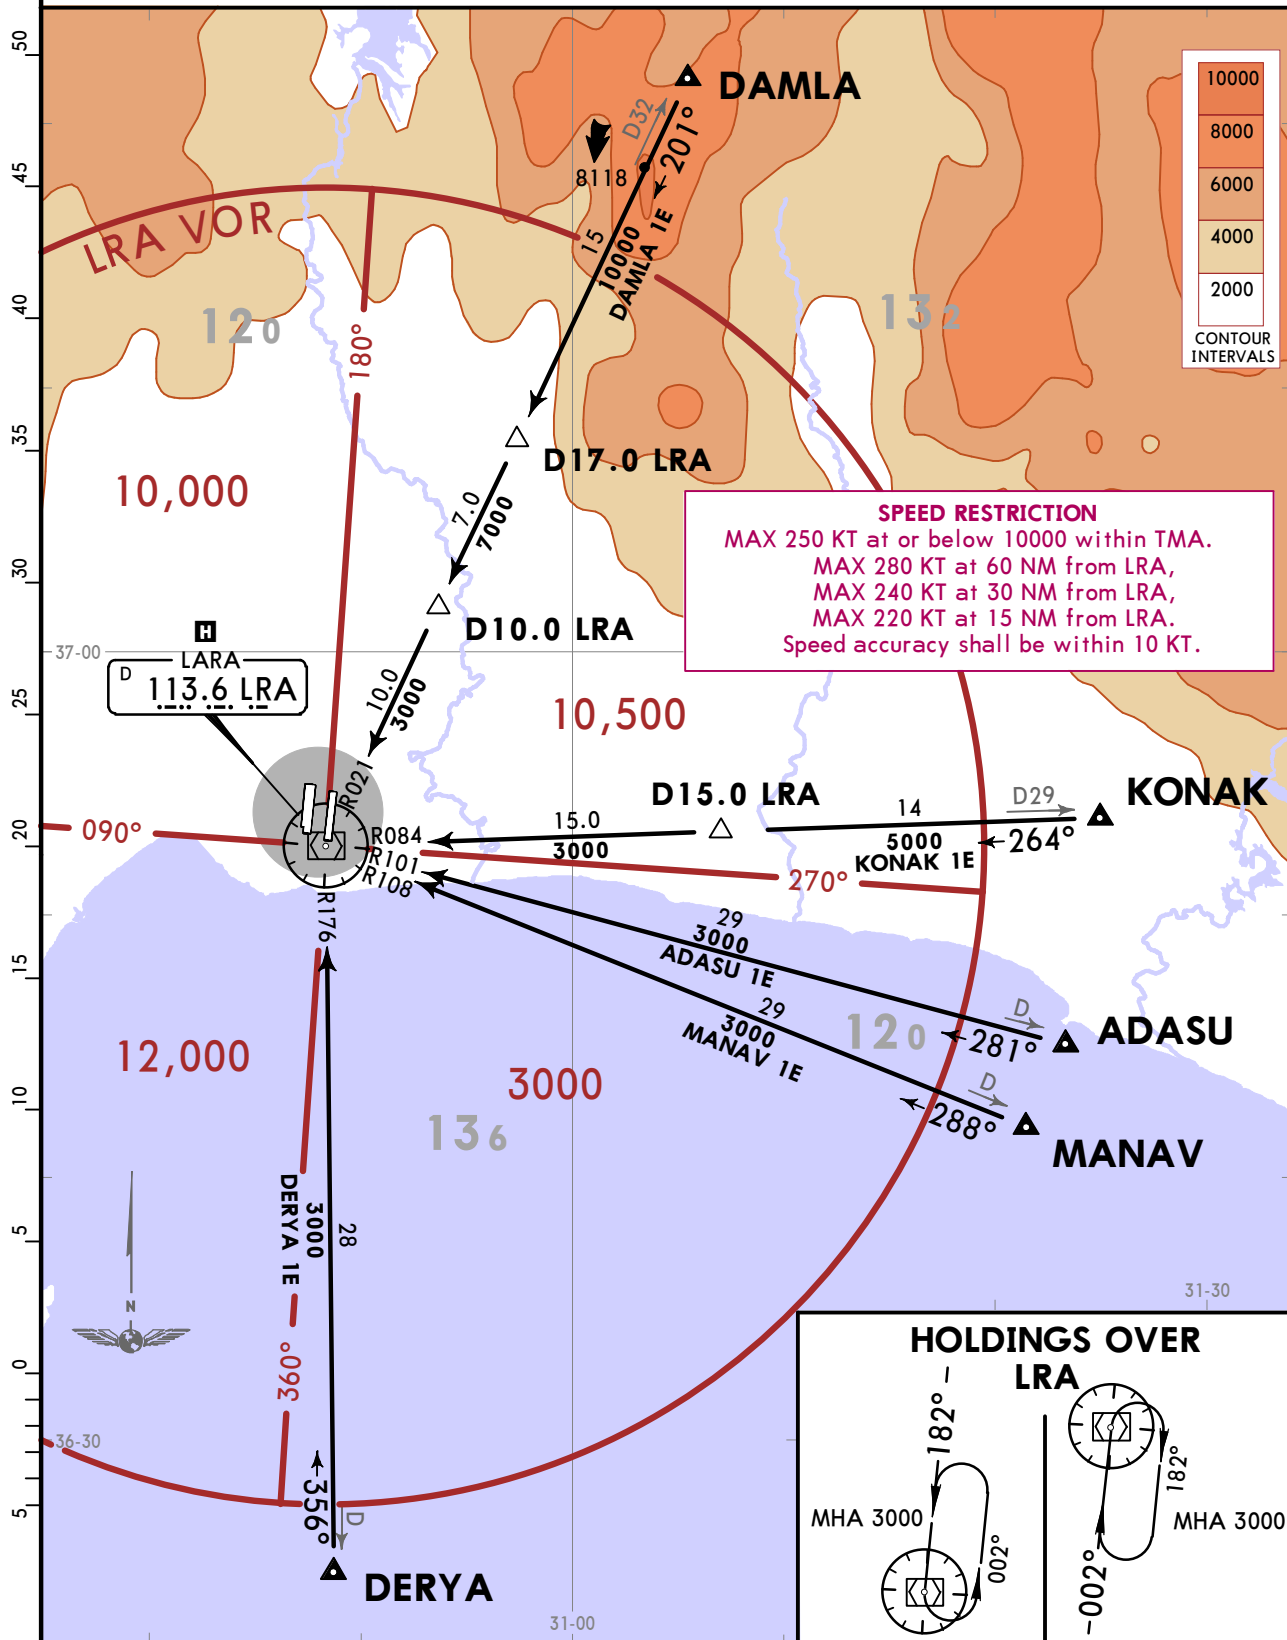 50
45
40
35
30
25
20
15
10
5
0
5
DAMLA
D32
201°
8118
15
10000
DAMLA 1E
LRA VOR
120
132
180°
10000
8000
6000
4000
2000
CONTOUR
INTERVALS
D17.0 LRA
10,000
7.0
7000
SPEED RESTRICTION
MAX 250 KT at or below 10000 within TMA.
MAX 280 KT at 60 NM from LRA,
MAX 240 KT at 30 NM from LRA,
MAX 220 KT at 15 NM from LRA.
Speed accuracy shall be within 10 KT.
D10.0 LRA
H
37-00
LARA
D 113.6 LRA
10.0
3000
10,500
R021
D15.0 LRA
KONAK
D29
14
5000
KONAK 1E
264°
15.0
3000
090°
R084
R101
R108
R176
270°
29
3000
ADASU 1E
D
281°
ADASU
29
3000
MANAV 1E
D
288°
MANAV
120
12,000
3000
136
DERYA 1E
3000
28
N
360°
31-30
36-30
356°
D
DERYA
31-00
HOLDINGS OVER
LRA
182°
MHA 3000
002°
182°
MHA 3000
002°